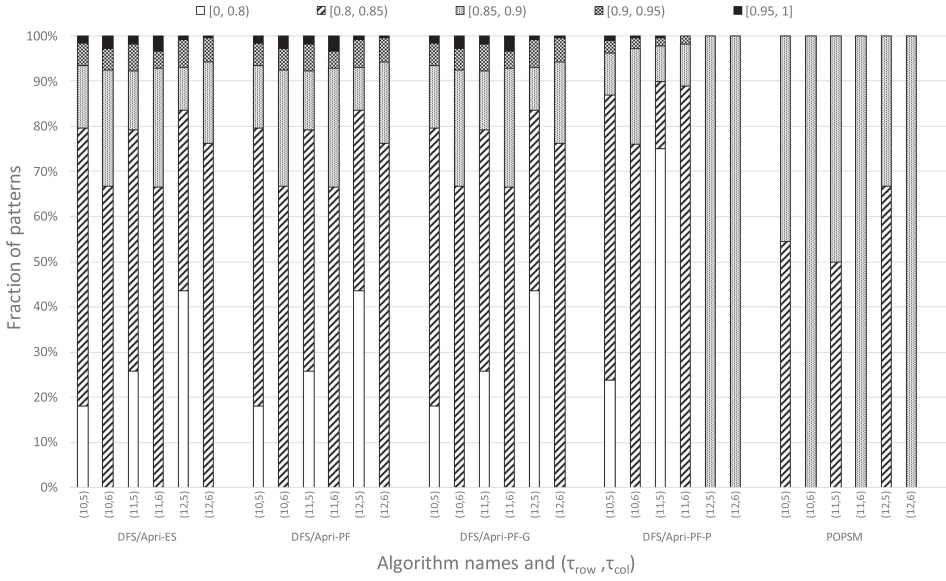 [0, 0.8) [0.8, 0.85) [0.85, 0.9) [0.9, 0.95) [0.95, 1]
100%
90%
80%
70%
60%
50%
40%
30%
20%
10%
0%
Fraction of patterns
(10,5) (10,6) (11,5) (11,6) (12,5) (12,6) (10,5) (10,6) (11,5) (11,6) (12,5) (12,6) (10,5) (10,6) (11,5) (11,6) (12,5) (12,6) (10,5) (10,6) (11,5) (11,6) (12,5) (12,6) (10,5) (10,6) (11,5) (11,6) (12,5) (12,6)
DFS/Apri-ES DFS/Apri-PF DFS/Apri-PF-G DFS/Apri-PF-P POPSM
Algorithm names and (τrow ,τcol)